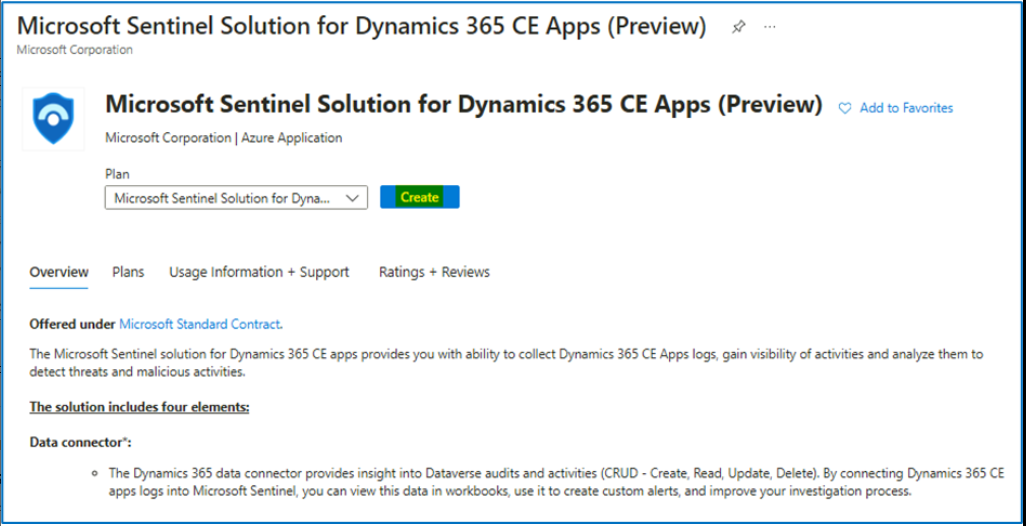 Microsoft Sentinel Solution for Dynamics 365 CE Apps (Preview)
Microsoft Corporation
Microsoft Sentinel Solution for Dynamics 365 CE Apps (Preview) Add to Favorites
Microsoft Corporation | Azure Application
Plan
Microsoft Sentinel Solution for Dyna... Create
Overview Plans Usage Information + Support Ratings + Reviews
Offered under Microsoft Standard Contract.
The Microsoft Sentinel solution for Dynamics 365 CE apps provides you with ability to collect Dynamics 365 CE Apps logs, gain visibility of activities and analyze them to
detect threats and malicious activities.
The solution includes four elements:
Data connector*:
The Dynamics 365 data connector provides insight into Dataverse audits and activities (CRUD - Create, Read, Update, Delete). By connecting Dynamics 365 CE
apps logs into Microsoft Sentinel, you can view this data in workbooks, use it to create custom alerts, and improve your investigation process.